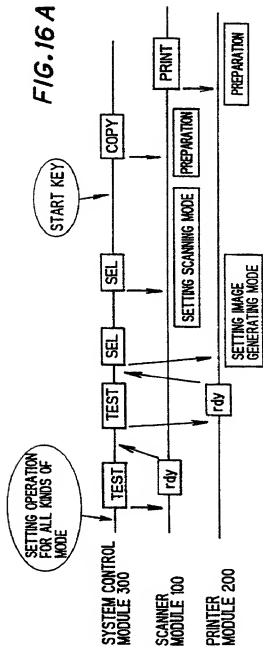 FIG. 16 A
SETTING OPERATION
FOR ALL KINDS OF
MODE
START KEY
SYSTEM CONTROL
MODULE 300
TEST
TEST
SEL
SEL
COPY
SCANNER
MODULE 100
rdy
SETTING SCANNING MODE
PREPARATION
PRINT
PRINTER
MODULE 200
rdy
SETTING IMAGE
GENERATING MODE
PREPARATION